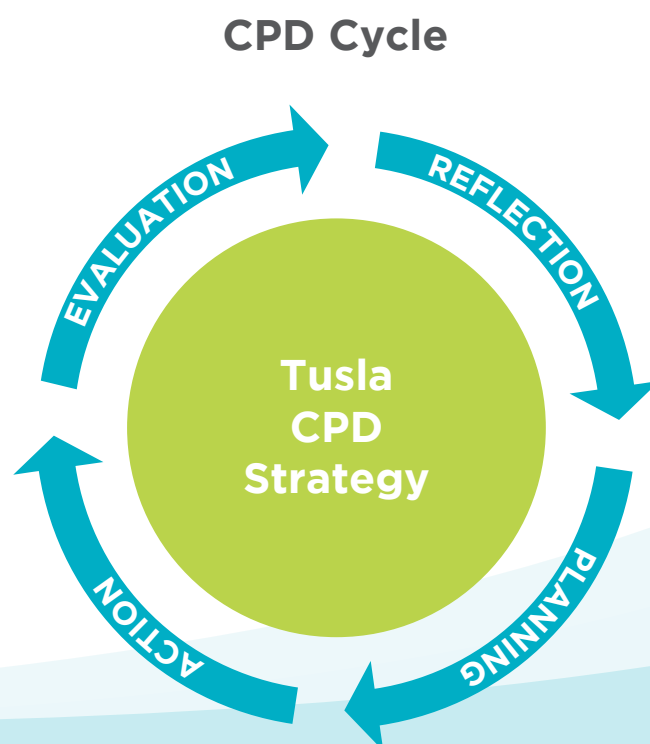 CPD Cycle
EVALUATION
REFLECTION
Tusla
CPD
Strategy
ACTION
PLANNING